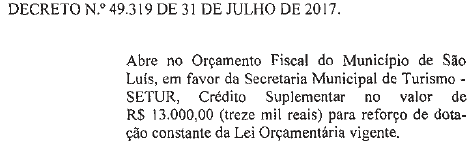 DECRETO N.º 49.319 DE 31 DE JULHO DE 2017.
Abre no Orçamento Fiscal do Município de São
Luís, em favor da Secretaria Municipal de Turismo -
SETUR, Crédito Suplementar no valor de
R$ 13.000,00 (treze mil reais) para reforço de dota-
ção constante da Lei Orçamentária vigente.